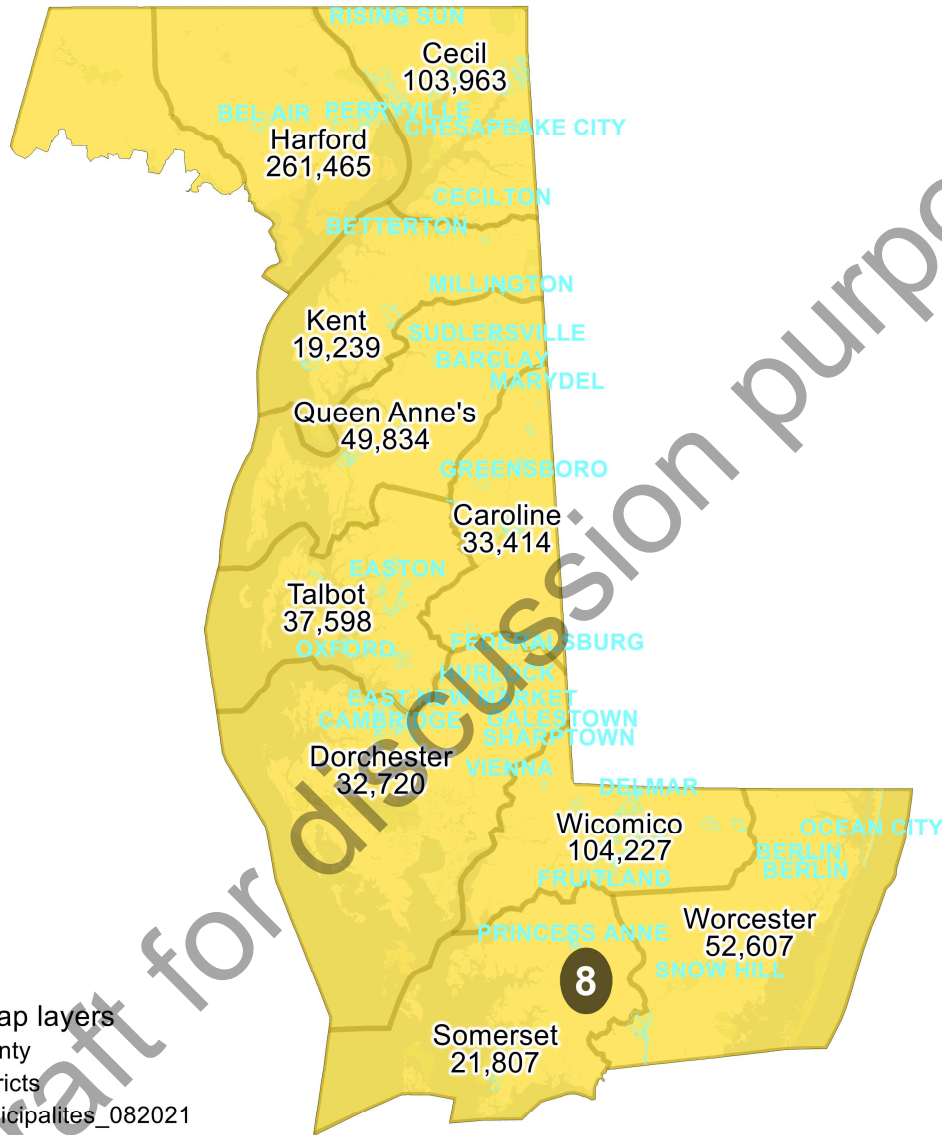 RISING SUN
Cecil
103,963
BEL AIR
PERRYVILLE
CHESAPEAKE CITY
Harford
261,465
CECILTON
BETTERTON
MILLINGTON
Kent
19,239
SUDLERSVILLE
BARCLAY
MARYDEL
Queen Anne's
49,834
GREENSBORO
Caroline
33,414
EASTON
Talbot
37,598
OXFORD
FEDERALSBURG
HURLOCK
EAST NEW MARKET
CAMBRIDGE
GALESTOWN
SHARPTOWN
Dorchester
32,720
VIENNA
DELMAR
Wicomico
104,227
OCEAN CITY
BERLIN
BERLIN
FRUITLAND
Worcester
52,607
PRINCESS ANNE
SNOW HILL
8
Somerset
21,807
ap layers
nty
ricts
icipalites_082021
raft for discussion purpo